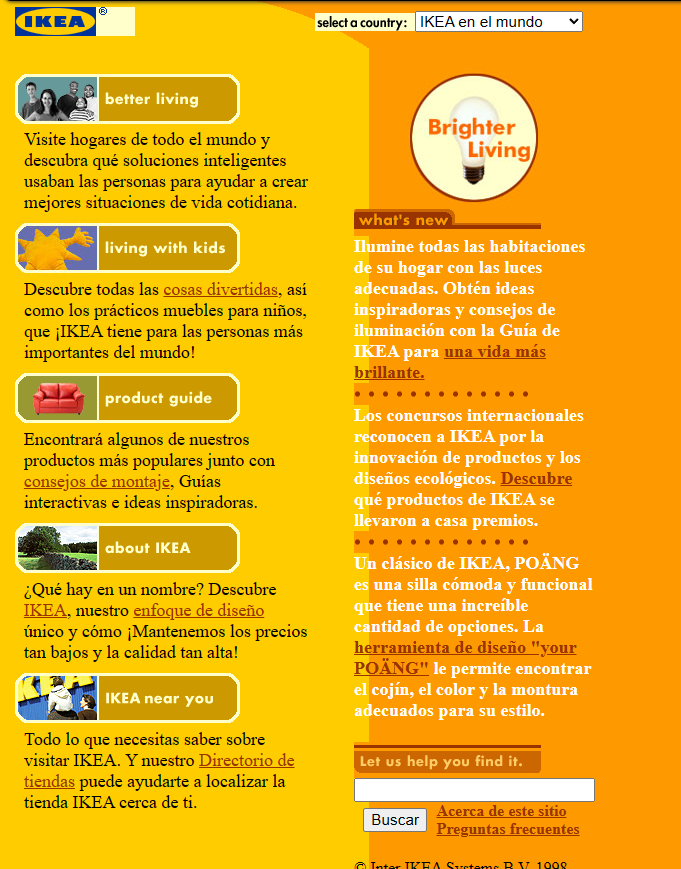 IKEA ®
select a country: IKEA en el mundo
better living
Visite hogares de todo el mundo y
descubra qué soluciones inteligentes
usaban las personas para ayudar a crear
mejores situaciones de vida cotidiana.
living with kids
Descubre todas las cosas divertidas, así
como los prácticos muebles para niños,
que ¡IKEA tiene para las personas más
importantes del mundo!
product guide
Encontrará algunos de nuestros
productos más populares junto con
consejos de montaje, Guías
interactivas e ideas inspiradoras.
about IKEA
¿Qué hay en un nombre? Descubre
IKEA, nuestro enfoque de diseño
único y cómo ¡Mantenemos los precios
tan bajos y la calidad tan alta!
IKEA near you
Todo lo que necesitas saber sobre
visitar IKEA. Y nuestro Directorio de
tiendas puede ayudarte a localizar la
tienda IKEA cerca de ti.
Brighter
Living
what's new
Ilumine todas las habitaciones
de su hogar con las luces
adecuadas. Obtén ideas
inspiradoras y consejos de
iluminación con la Guía de
IKEA para una vida más
brillante.
Los concursos internacionales
reconocen a IKEA por la
innovación de productos y los
diseños ecológicos. Descubre
qué productos de IKEA se
llevaron a casa premios.
Un clásico de IKEA, POÄNG
es una silla cómoda y funcional
que tiene una increíble
cantidad de opciones. La
herramienta de diseño "your
POÄNG" le permite encontrar
el cojín, el color y la montura
adecuados para su estilo.
Let us help you find it.
Buscar
Acerca de este sitio
Preguntas frecuentes
© Inter IKEA Systems B.V. 1998